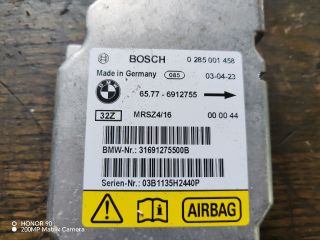 BOSCH 0 285 001 458
Made in Germany 085 03-04-23
65.77 - 6912755
32Z MRSZ4/16 00 00 44
BMW-Nr.: 31691275500B
Serien-Nr.: 03B1135H2440P
AIRBAG
HONOR 90
200MP Matrix Camera